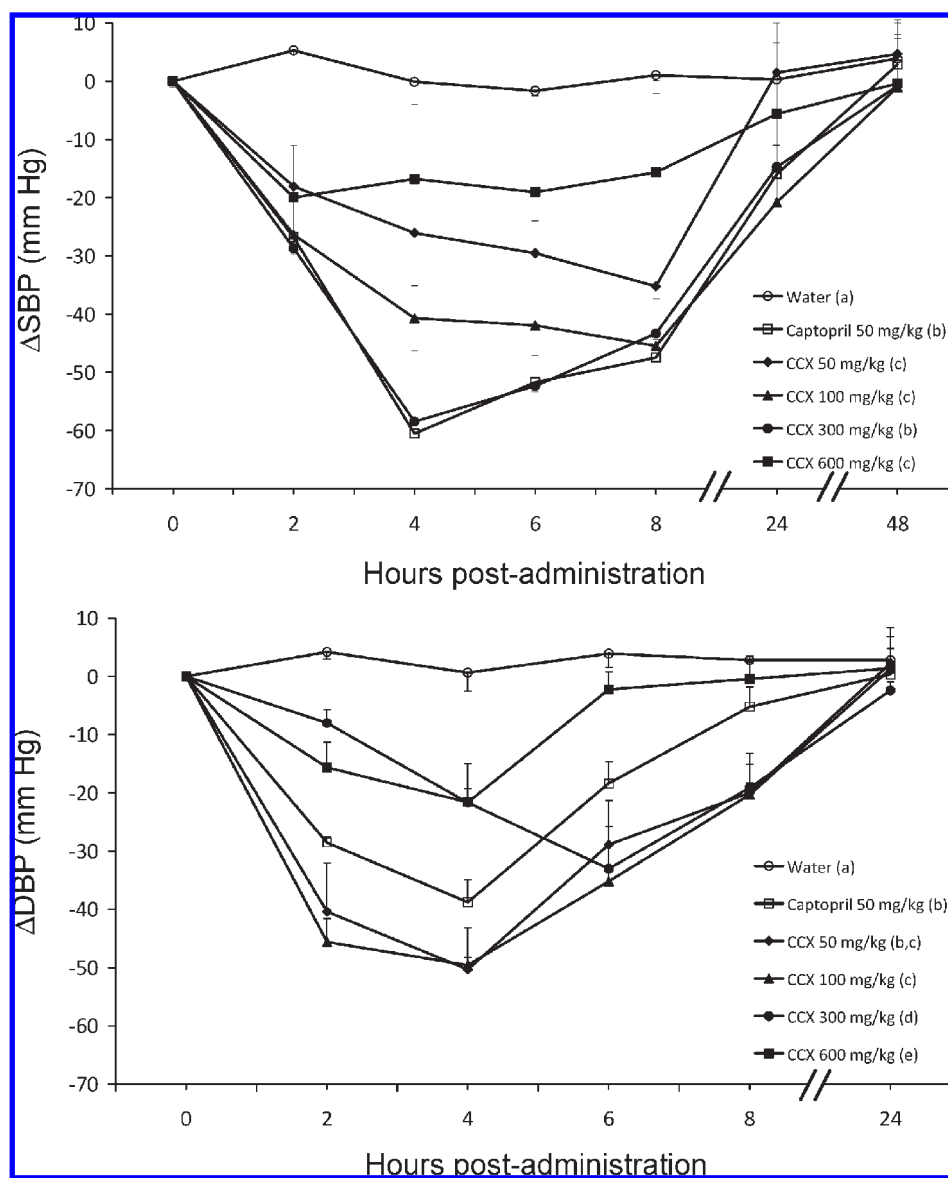 10
0
-10
-20
-30
-40
-50
-60
-70
ΔSBP (mm Hg)
Water (a)
Captopril 50 mg/kg (b)
CCX 50 mg/kg (c)
CCX 100 mg/kg (c)
CCX 300 mg/kg (b)
CCX 600 mg/kg (c)
0 2 4 6 8 24 48
Hours post-administration
10
0
-10
-20
-30
-40
-50
-60
-70
ΔDBP (mm Hg)
Water (a)
Captopril 50 mg/kg (b)
CCX 50 mg/kg (b,c)
CCX 100 mg/kg (c)
CCX 300 mg/kg (d)
CCX 600 mg/kg (e)
0 2 4 6 8 24
Hours post-administration